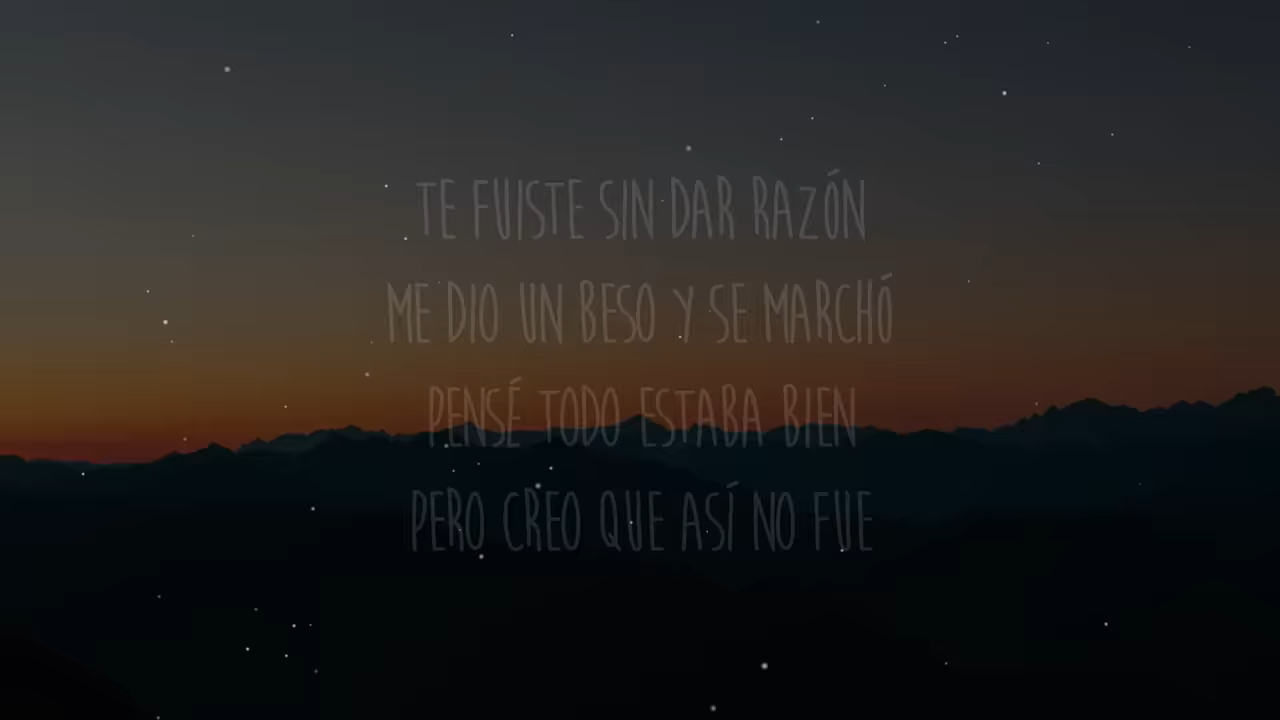 TE FUISTE SIN DAR RAZÓN
ME DIO UN BESO Y SE MARCHÓ
PENSÉ TODO ESTABA BIEN
PERO CREO QUE ASÍ NO FUE